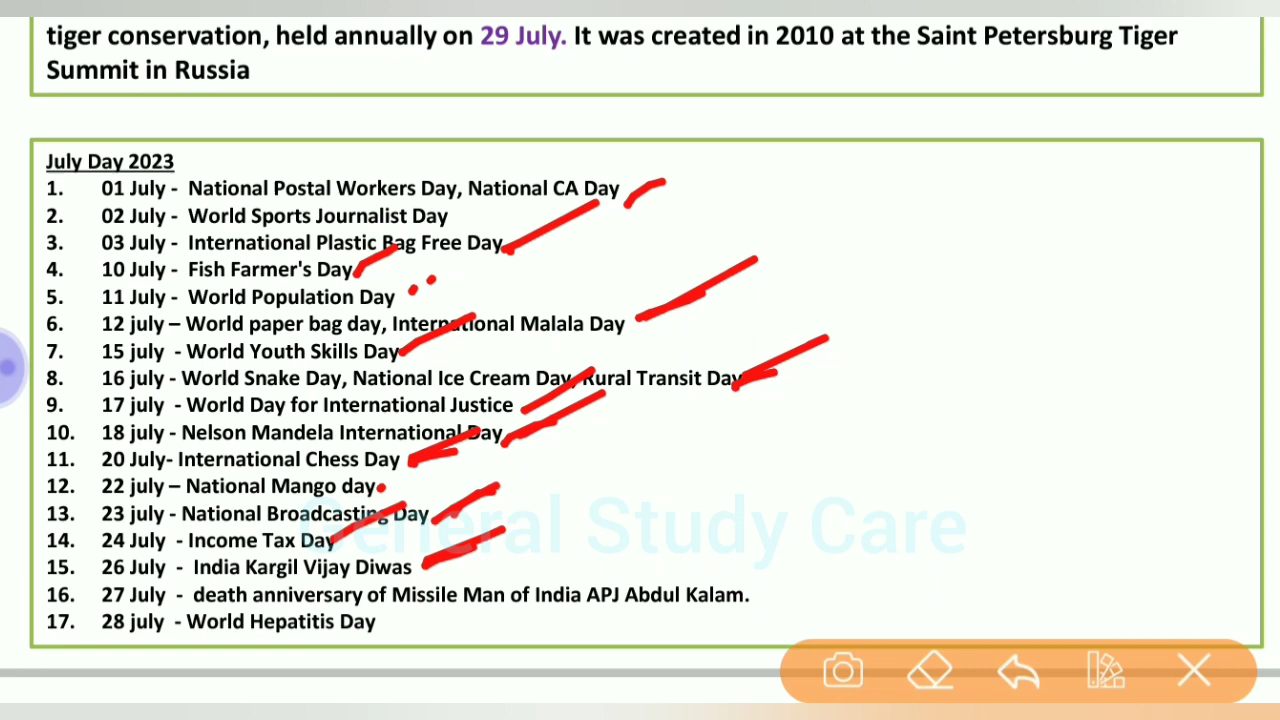 tiger conservation, held annually on 29 July. It was created in 2010 at the Saint Petersburg Tiger
Summit in Russia
July Day 2023
1. 01 July - National Postal Workers Day, National CA Day
2. 02 July - World Sports Journalist Day
3. 03 July - International Plastic Bag Free Day
4. 10 July - Fish Farmer's Day
5. 11 July - World Population Day
6. 12 july – World paper bag day, International Malala Day
7. 15 july - World Youth Skills Day
8. 16 july - World Snake Day, National Ice Cream Day, Rural Transit Day
9. 17 july - World Day for International Justice
10. 18 july - Nelson Mandela International Day
11. 20 July- International Chess Day
12. 22 july – National Mango day
13. 23 july - National Broadcasting Day
14. 24 July - Income Tax Day
15. 26 July - India Kargil Vijay Diwas
16. 27 July - death anniversary of Missile Man of India APJ Abdul Kalam.
17. 28 july - World Hepatitis Day
General Study Care